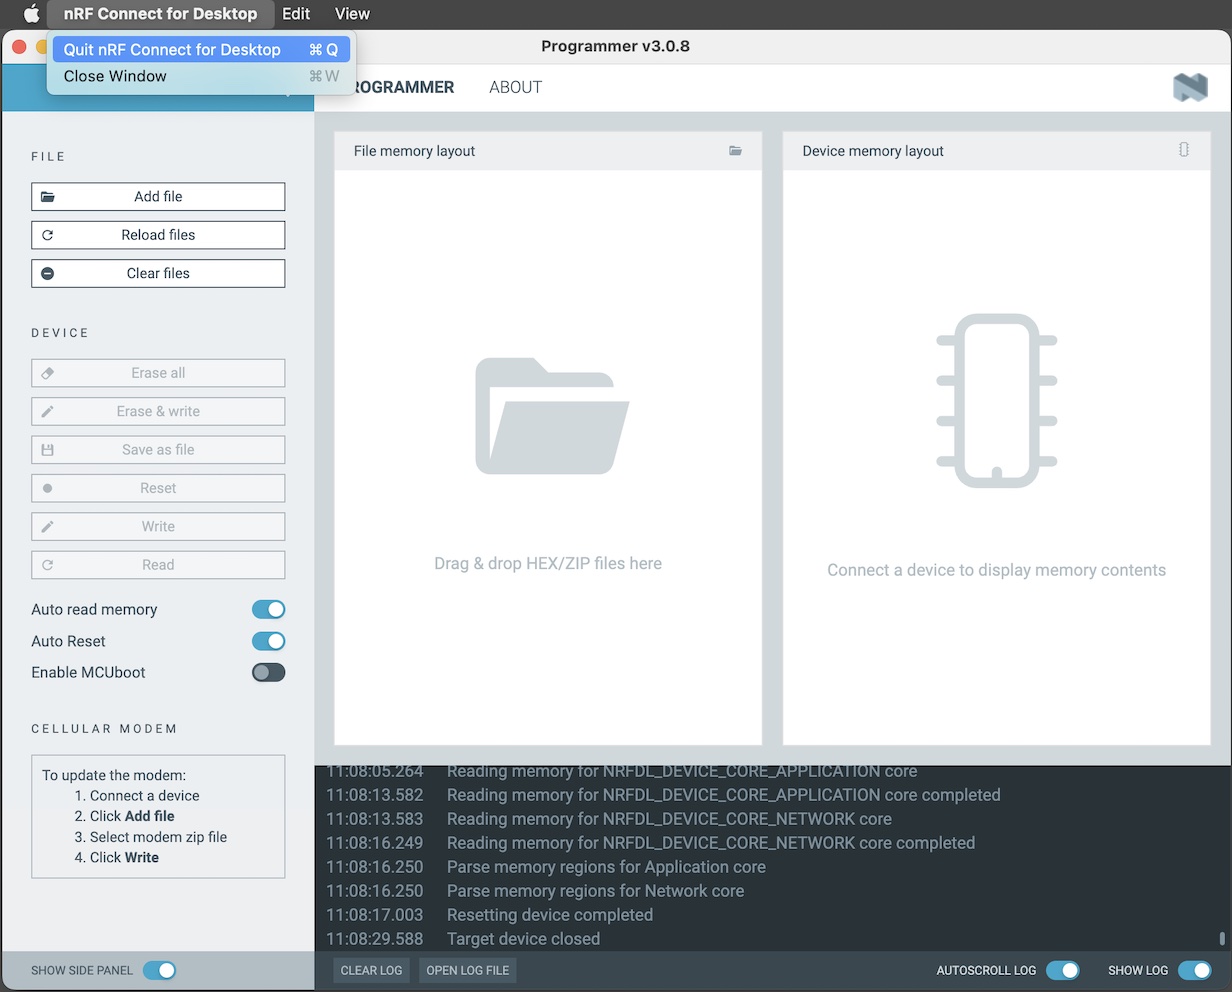 nRF Connect for Desktop Edit View
Quit nRF Connect for Desktop ⌘ Q
Close Window ⌘ W
Programmer v3.0.8
ROGRAMMER ABOUT
FILE
Add file
Reload files
Clear files
DEVICE
Erase all
Erase & write
Save as file
Reset
Write
Read
Auto read memory
Auto Reset
Enable MCUboot
CELLULAR MODEM
To update the modem:
1. Connect a device
2. Click Add file
3. Select modem zip file
4. Click Write
SHOW SIDE PANEL
File memory layout
Drag & drop HEX/ZIP files here
Device memory layout
Connect a device to display memory contents
11:08:05.264 Reading memory for NRFDL_DEVICE_CORE_APPLICATION core
11:08:13.582 Reading memory for NRFDL_DEVICE_CORE_APPLICATION core completed
11:08:13.583 Reading memory for NRFDL_DEVICE_CORE_NETWORK core
11:08:16.249 Reading memory for NRFDL_DEVICE_CORE_NETWORK core completed
11:08:16.250 Parse memory regions for Application core
11:08:16.250 Parse memory regions for Network core
11:08:17.003 Resetting device completed
11:08:29.588 Target device closed
CLEAR LOG OPEN LOG FILE AUTOSCROLL LOG SHOW LOG